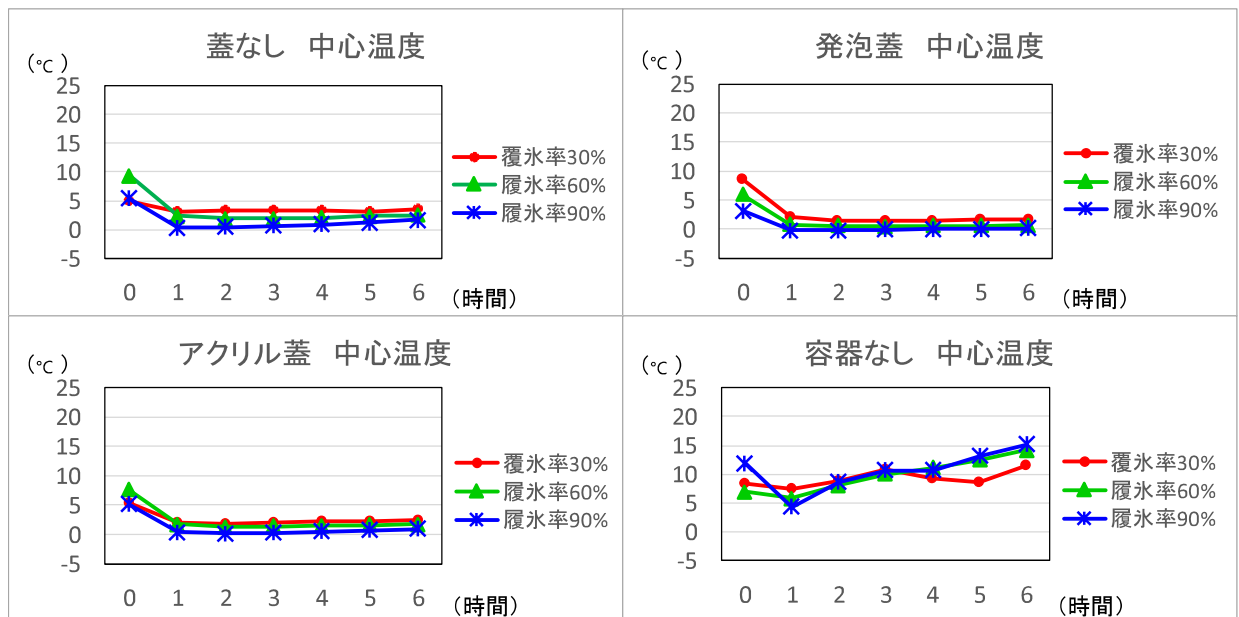 蓋なし　中心温度
（℃）
25
20
15
10
5
0
-5
0 1 2 3 4 5 6
（時間）
覆氷率30%
履氷率60%
履氷率90%
発泡蓋　中心温度
（℃）
25
20
15
10
5
0
-5
0 1 2 3 4 5 6
（時間）
覆氷率30%
履氷率60%
履氷率90%
アクリル蓋　中心温度
（℃）
25
20
15
10
5
0
-5
0 1 2 3 4 5 6
（時間）
覆氷率30%
履氷率60%
履氷率90%
容器なし　中心温度
（℃）
25
20
15
10
5
0
-5
0 1 2 3 4 5 6
（時間）
覆氷率30%
履氷率60%
履氷率90%